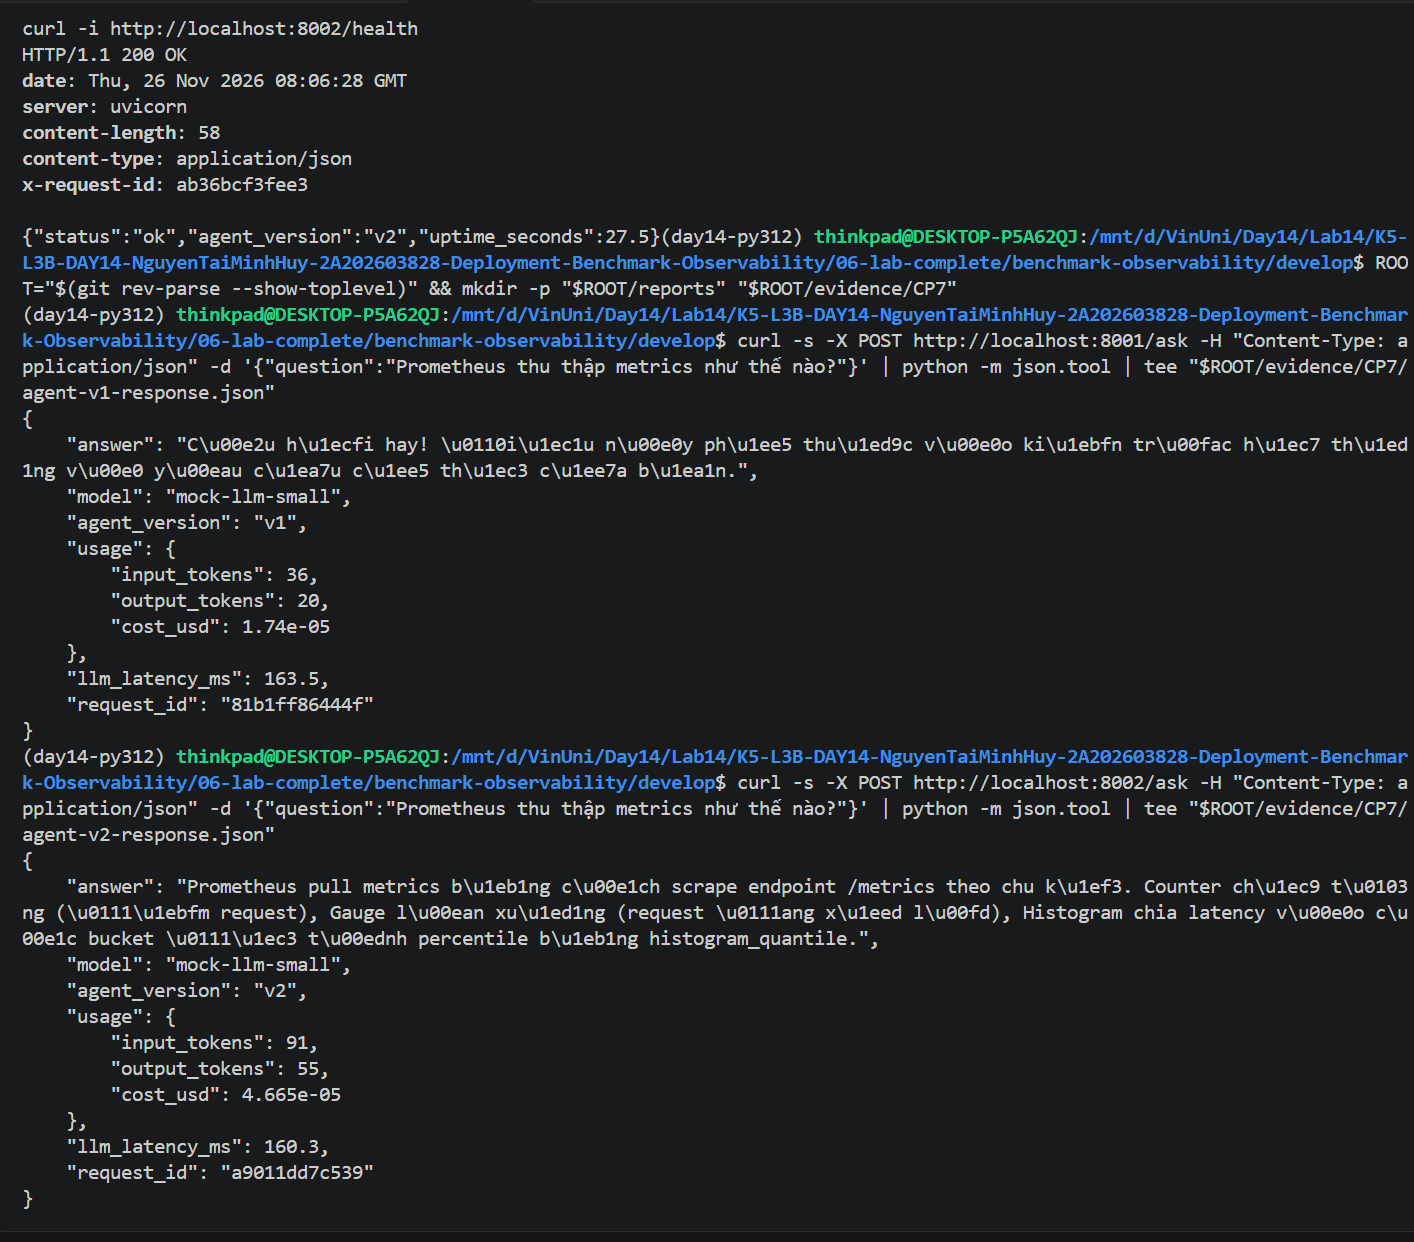 curl -i http://localhost:8002/health
HTTP/1.1 200 OK
date: Thu, 26 Nov 2026 08:06:28 GMT
server: uvicorn
content-length: 58
content-type: application/json
x-request-id: ab36bcf3fee3

{"status":"ok","agent_version":"v2","uptime_seconds":27.5}(day14-py312) thinkpad@DESKTOP-P5A62QJ:/mnt/d/VinUni/Day14/Lab14/K5-
L3B-DAY14-NguyenTaiMinhHuy-2A202603828-Deployment-Benchmark-Observability/06-lab-complete/benchmark-observability/develop$ ROO
T="$(git rev-parse --show-toplevel)" && mkdir -p "$ROOT/reports" "$ROOT/evidence/CP7"
(day14-py312) thinkpad@DESKTOP-P5A62QJ:/mnt/d/VinUni/Day14/Lab14/K5-L3B-DAY14-NguyenTaiMinhHuy-2A202603828-Deployment-Benchmar
k-Observability/06-lab-complete/benchmark-observability/develop$ curl -s -X POST http://localhost:8001/ask -H "Content-Type: a
pplication/json" -d '{"question":"Prometheus thu thập metrics như thế nào?"}' | python -m json.tool | tee "$ROOT/evidence/CP7/
agent-v1-response.json"
{
    "answer": "C\u00e2u h\u1ecfi hay! \u0110i\u1ec1u n\u00e0y ph\u1ee5 thu\u1ed9c v\u00e0o ki\u1ebfn tr\u00fac h\u1ec7 th\u1ed
1ng v\u00e0 y\u00eau c\u1ea7u c\u1ee5 th\u1ec3 c\u1ee7a b\u1ea1n.",
    "model": "mock-llm-small",
    "agent_version": "v1",
    "usage": {
        "input_tokens": 36,
        "output_tokens": 20,
        "cost_usd": 1.74e-05
    },
    "llm_latency_ms": 163.5,
    "request_id": "81b1ff86444f"
}
(day14-py312) thinkpad@DESKTOP-P5A62QJ:/mnt/d/VinUni/Day14/Lab14/K5-L3B-DAY14-NguyenTaiMinhHuy-2A202603828-Deployment-Benchmar
k-Observability/06-lab-complete/benchmark-observability/develop$ curl -s -X POST http://localhost:8002/ask -H "Content-Type: a
pplication/json" -d '{"question":"Prometheus thu thập metrics như thế nào?"}' | python -m json.tool | tee "$ROOT/evidence/CP7/
agent-v2-response.json"
{
    "answer": "Prometheus pull metrics b\u1eb1ng c\u00e1ch scrape endpoint /metrics theo chu k\u1ef3. Counter ch\u1ec9 t\u0103
ng (\u0111\u1ebfm request), Gauge l\u00ean xu\u1ed1ng (request \u0111ang x\u1eed l\u00fd), Histogram chia latency v\u00e0o c\u
00e1c bucket \u0111\u1ec3 t\u00ednh percentile b\u1eb1ng histogram_quantile.",
    "model": "mock-llm-small",
    "agent_version": "v2",
    "usage": {
        "input_tokens": 91,
        "output_tokens": 55,
        "cost_usd": 4.665e-05
    },
    "llm_latency_ms": 160.3,
    "request_id": "a9011dd7c539"
}